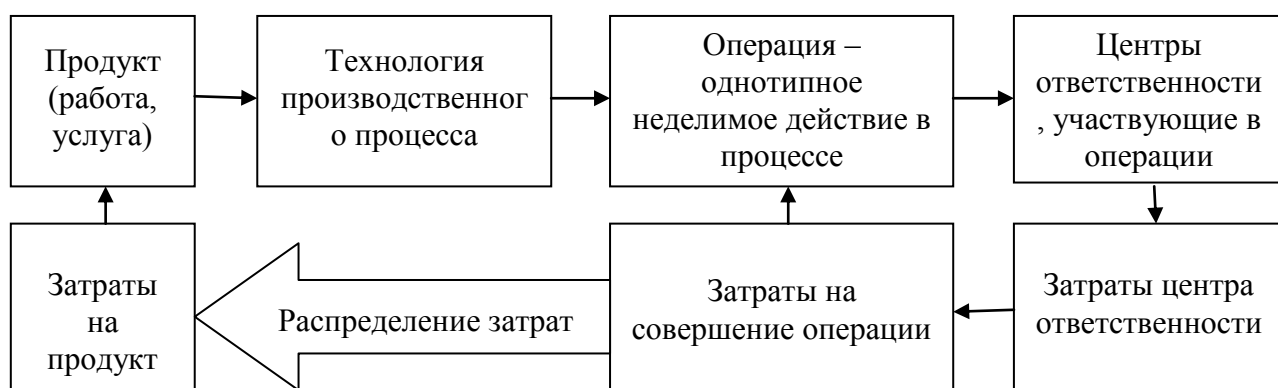 Продукт
(работа,
услуга)
Технология
производственног
о процесса
Операция –
однотипное
неделимое действие в
процессе
Центры
ответственности
, участвующие в
операции
Затраты
на
продукт
Распределение затрат
Затраты на
совершение операции
Затраты центра
ответственности